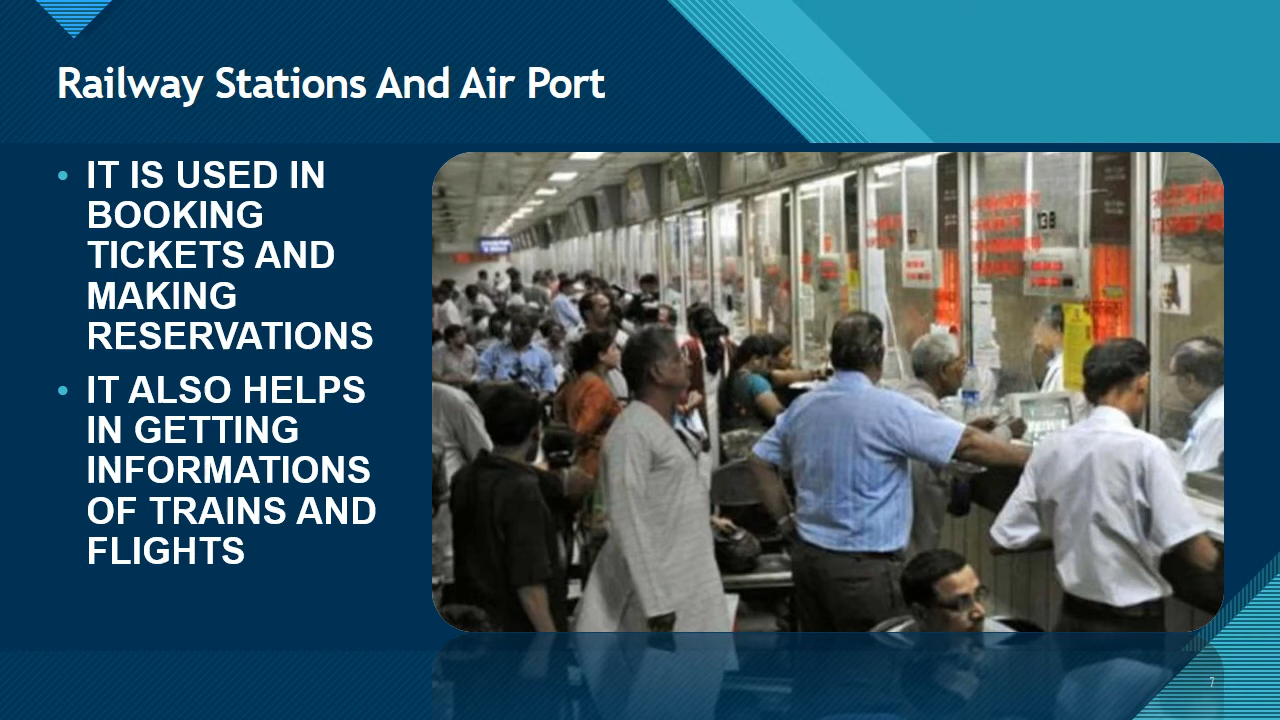 Railway Stations And Air Port
• IT IS USED IN
BOOKING
TICKETS AND
MAKING
RESERVATIONS
• IT ALSO HELPS
IN GETTING
INFORMATIONS
OF TRAINS AND
FLIGHTS
138
7